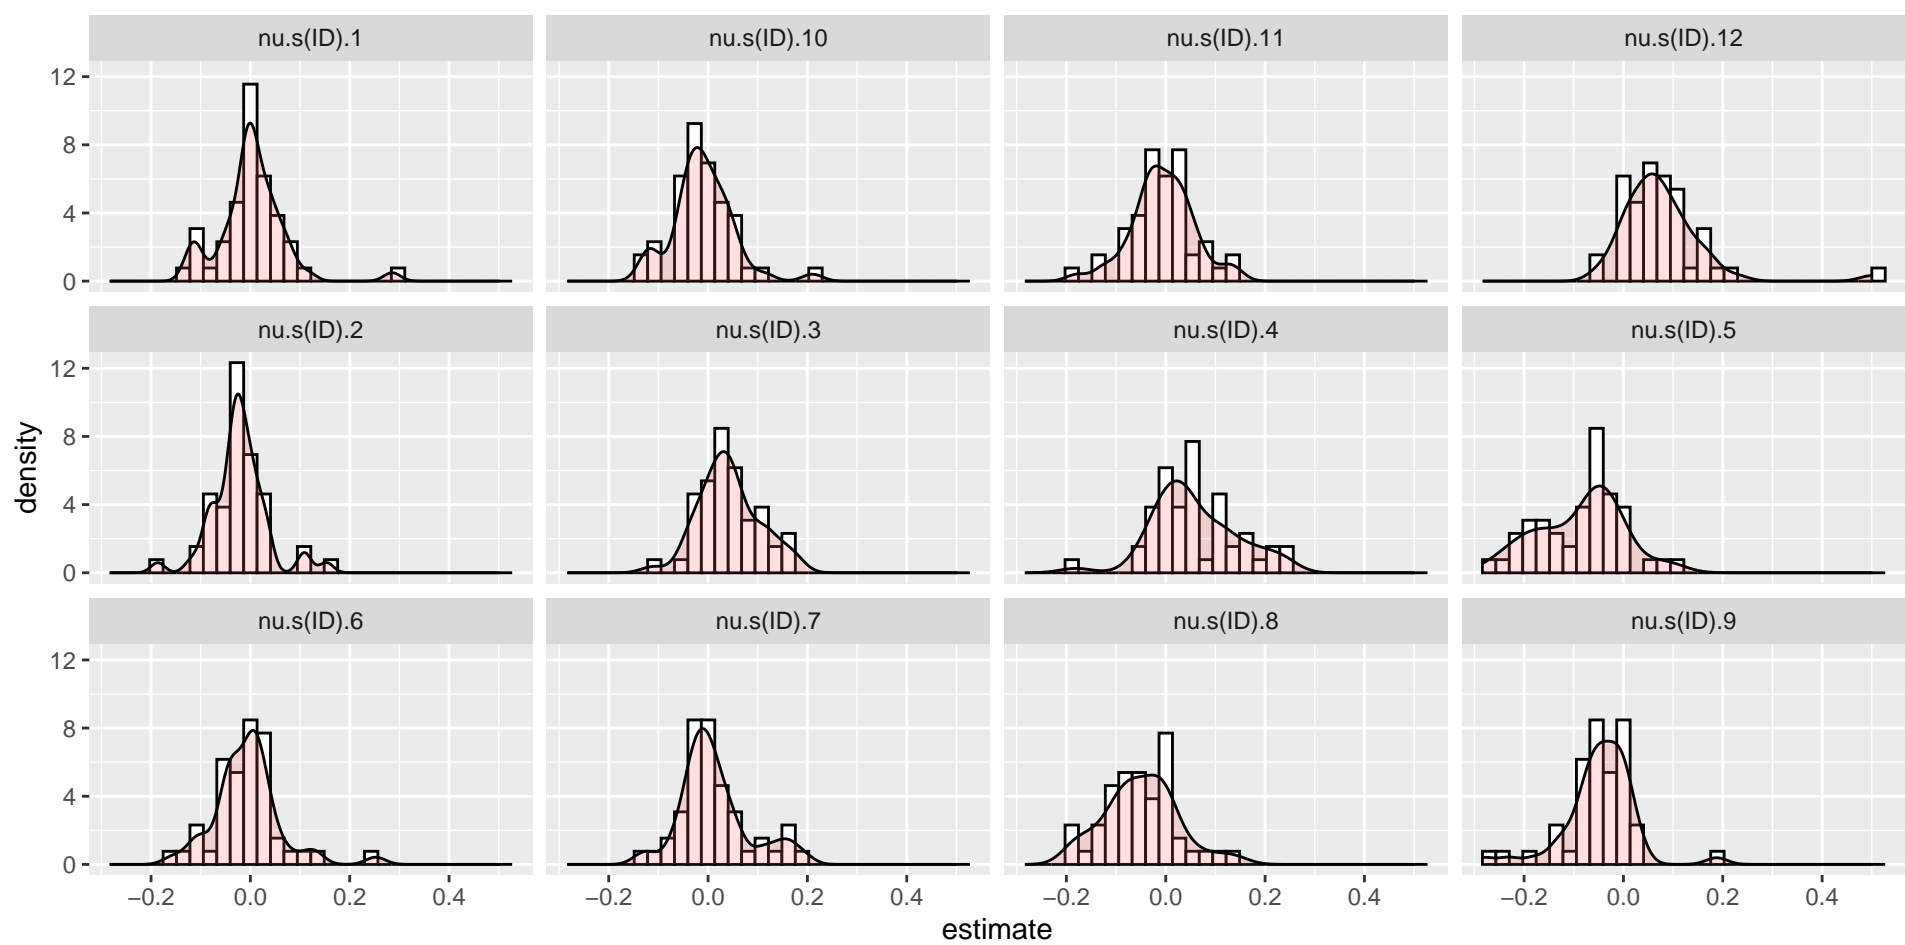 nu.s(ID).1 nu.s(ID).10 nu.s(ID).11 nu.s(ID).12
12
8
4
0
nu.s(ID).2 nu.s(ID).3 nu.s(ID).4 nu.s(ID).5
12
8
4
0
density
nu.s(ID).6 nu.s(ID).7 nu.s(ID).8 nu.s(ID).9
12
8
4
0
−0.2 0.0 0.2 0.4 −0.2 0.0 0.2 0.4 −0.2 0.0 0.2 0.4 −0.2 0.0 0.2 0.4
estimate